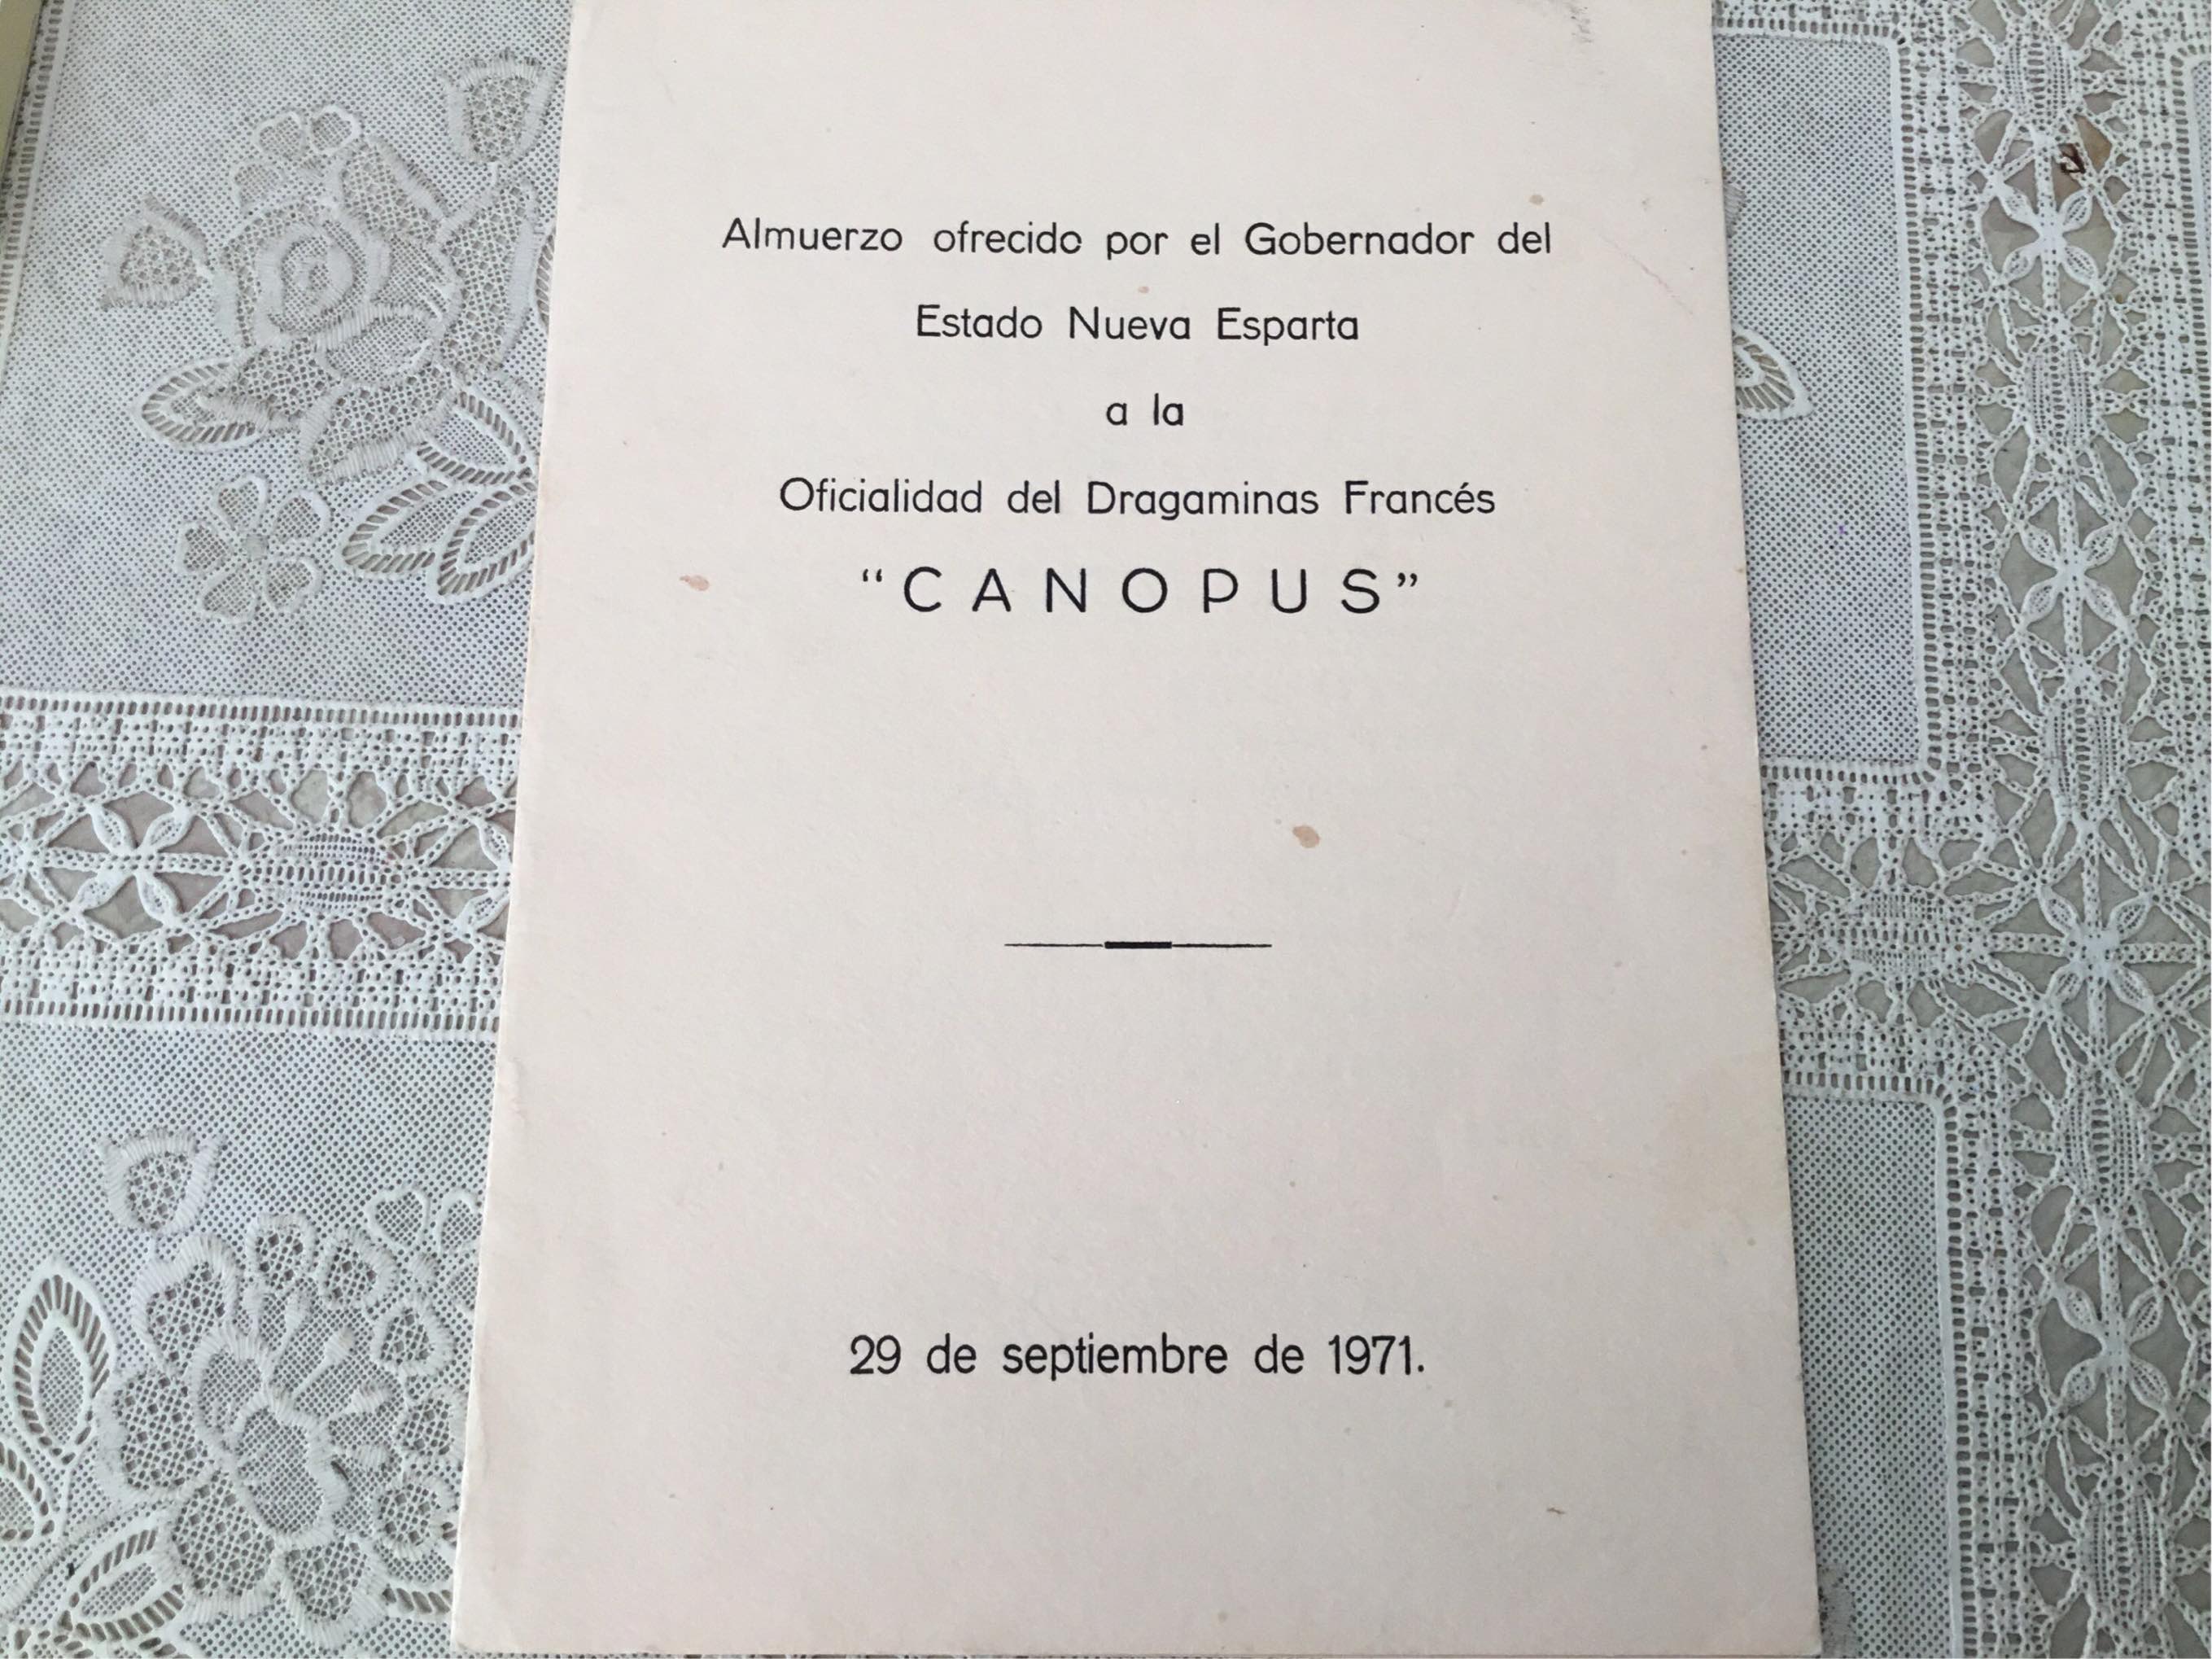 Almuerzo ofrecido por el Gobernador del
Estado Nueva Esparta
a la
Oficialidad del Dragaminas Francés
“CANOPUS”
29 de septiembre de 1971.